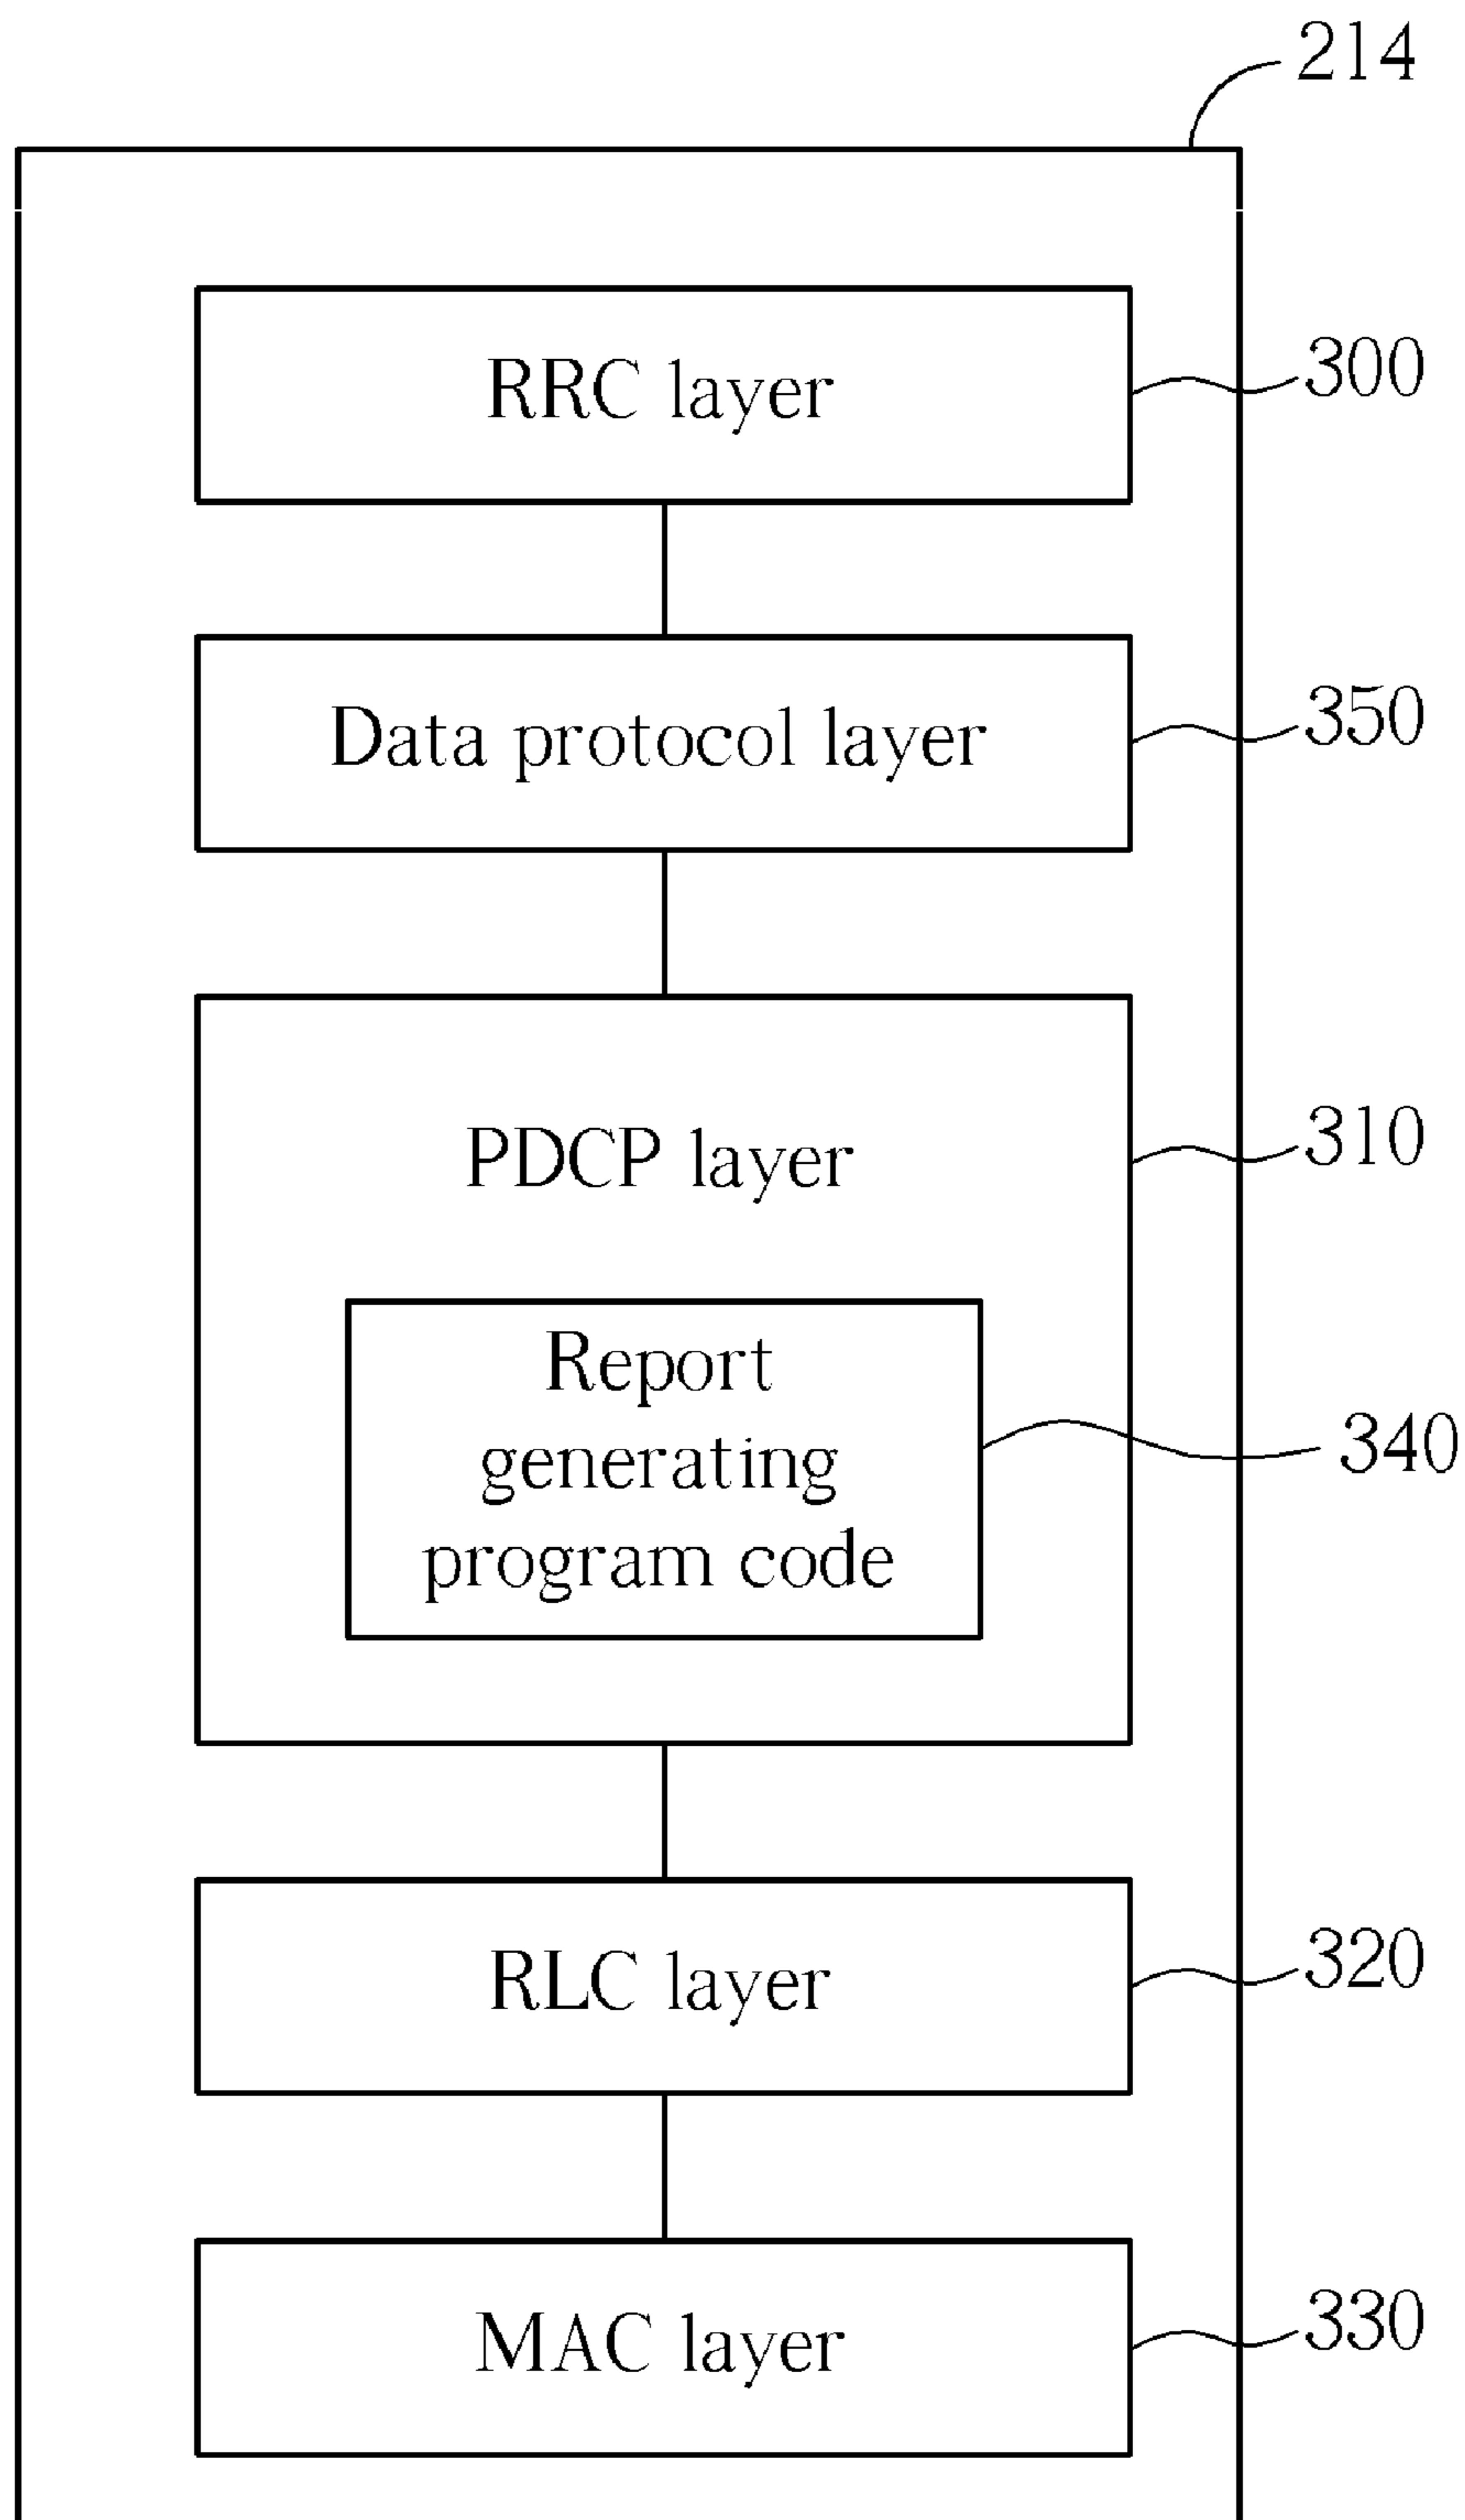 214
RRC layer
300
Data protocol layer
350
PDCP layer
310
Report
generating
program code
340
RLC layer
320
MAC layer
330